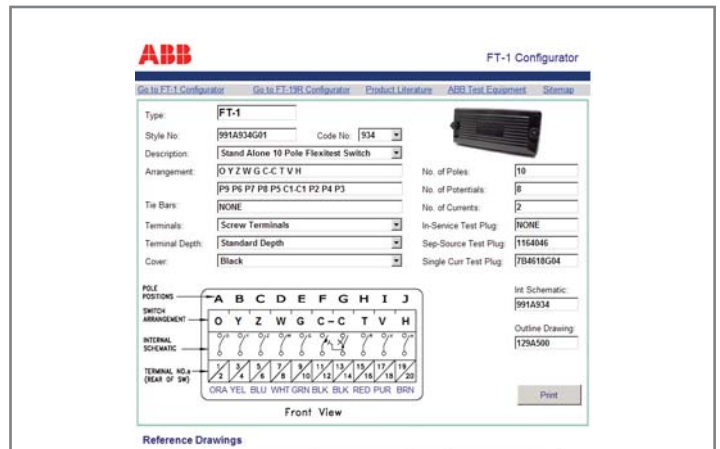 ABB
FT-1 Configurator
Go to FT-1 Configurator Go to FT-19R Configurator Product Literature ABB Test Equipment Sitemap
Type: FT-1
Style No: 991A934G01 Code No: 934
Description: Stand Alone 10 Pole Flexitest Switch
Arrangement: O Y Z W G C-C T V H No. of Poles: 10
P9 P6 P7 P8 P5 C1-C1 P2 P4 P3 No. of Potentials: 8
Tie Bars: NONE No. of Currents: 2
Terminals: Screw Terminals In-Service Test Plug: NONE
Terminal Depth: Standard Depth Sep-Source Test Plug: 1164046
Cover: Black Single Curr Test Plug: 7B4618G04
POLE
POSITIONS A B C D E F G H I J
SWITCH
ARRANGEMENT O Y Z W G C-C T V H
INTERNAL
SCHEMATIC
TERMINAL NO.s
(REAR OF SW)
1/2 3/4 5/6 7/8 9/10 11/12 13/14 15/16 17/18 19/20
ORA YEL BLU WHT GRN BLK BLK RED PUR BRN
Front View
Int Schematic:
991A934
Outline Drawing:
129A500
Print
Reference Drawings